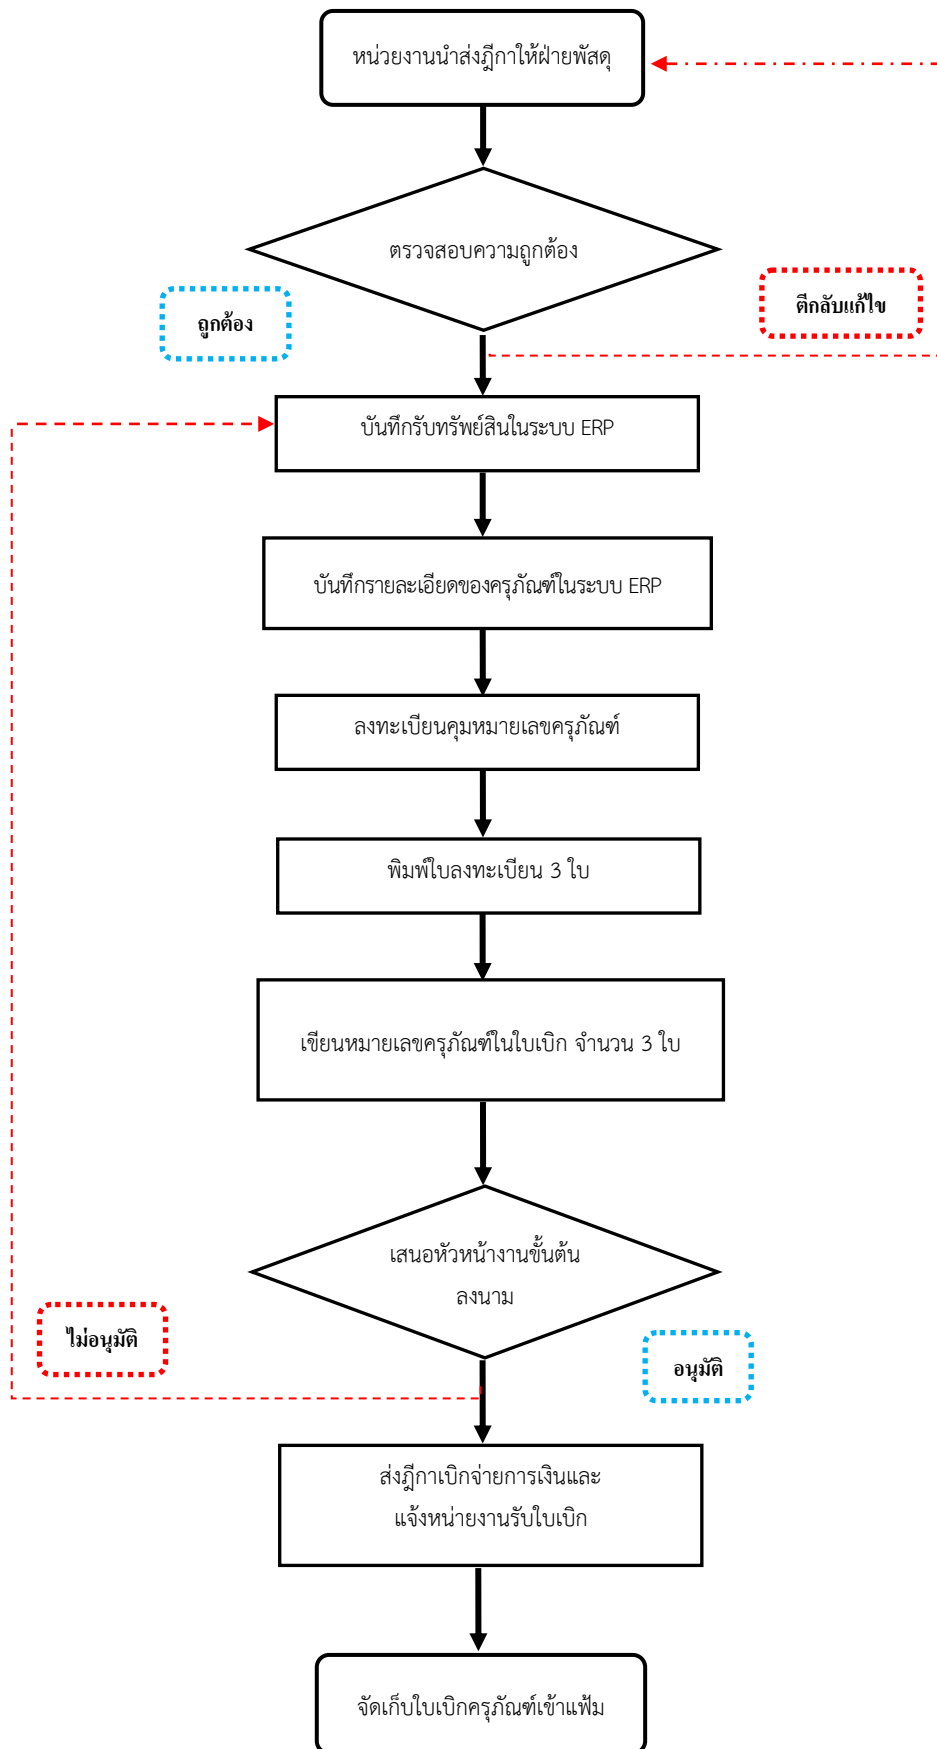 หน่วยงานนำส่งฎีกาให้ฝ่ายพัสดุ
ตรวจสอบความถูกต้อง
ถูกต้อง
ตีกลับแก้ไข
บันทึกรับทรัพย์สินในระบบ ERP
บันทึกรายละเอียดของครุภัณฑ์ในระบบ ERP
ลงทะเบียนคุมหมายเลขครุภัณฑ์
พิมพ์ใบลงทะเบียน 3 ใบ
เขียนหมายเลขครุภัณฑ์ในใบเบิก จำนวน 3 ใบ
เสนอหัวหน้างานขั้นต้น
ลงนาม
ไม่อนุมัติ
อนุมัติ
ส่งฎีกาเบิกจ่ายการเงินและ
แจ้งหน่ายงานรับใบเบิก
จัดเก็บใบเบิกครุภัณฑ์เข้าแฟ้ม